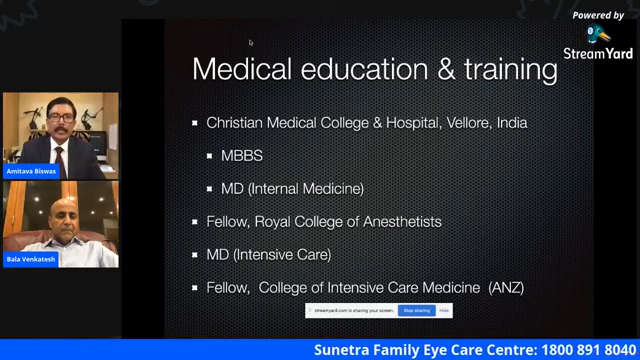 Powered by
StreamYard
Medical education & training
Christian Medical College & Hospital, Vellore, India
MBBS
MD (Internal Medicine)
Fellow, Royal College of Anesthetists
MD (Intensive Care)
Fellow, College of Intensive Care Medicine (ANZ)
Amitava Biswas
Bala Venkatesh
streamyard.com is sharing your screen.
Stop sharing
Hide
Sunetra Family Eye Care Centre: 1800 891 8040